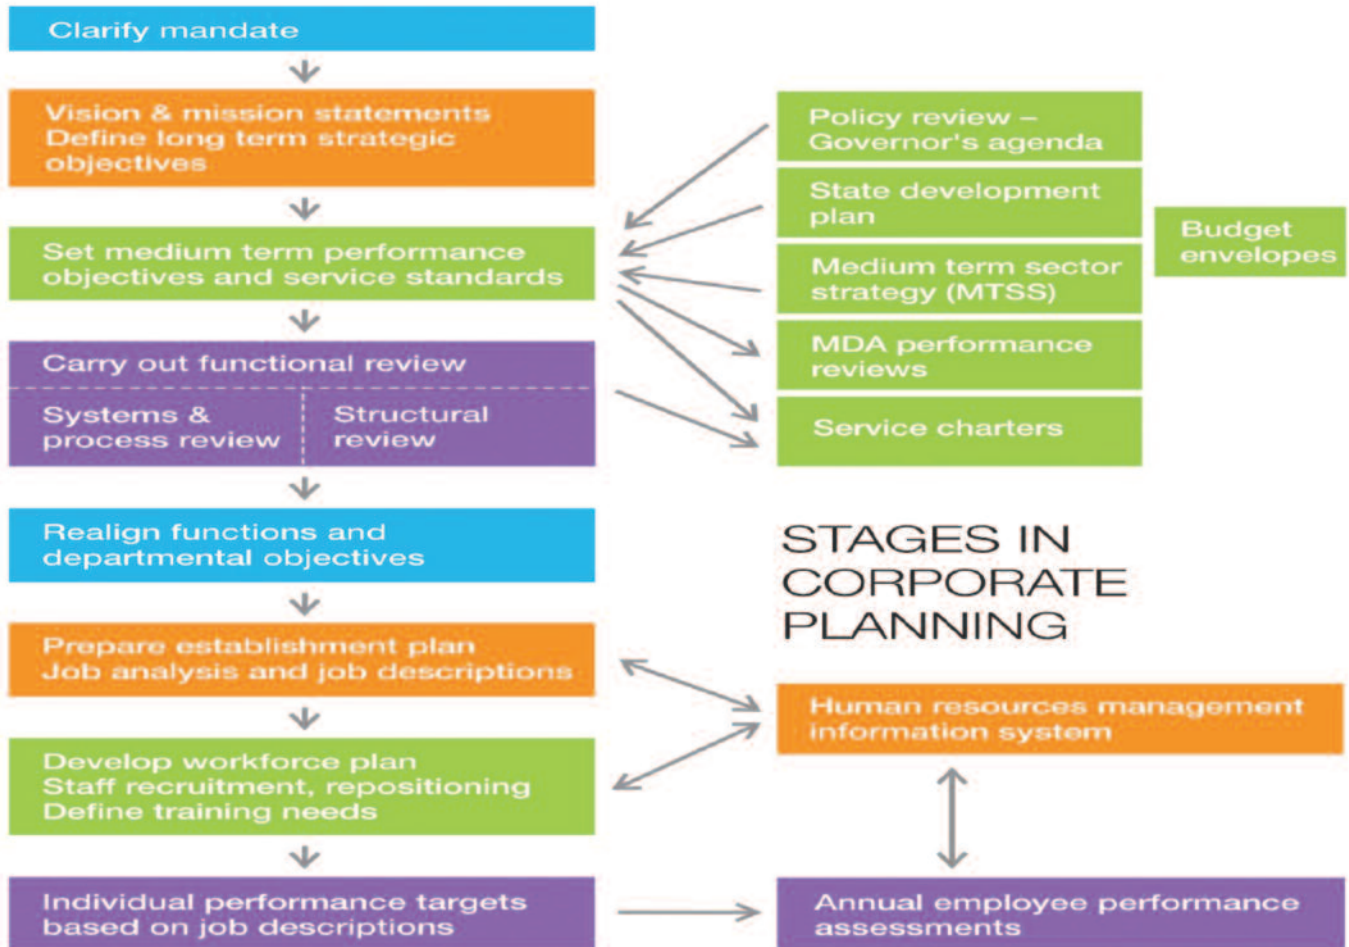 Clarify mandate
Vision & mission statements
Define long term strategic
objectives
Set medium term performance
objectives and service standards
Carry out functional review
Systems &
process review
Structural
review
Realign functions and
departmental objectives
Prepare establishment plan
Job analysis and job descriptions
Develop workforce plan
Staff recruitment, repositioning
Define training needs
Individual performance targets
based on job descriptions
Policy review –
Governor's agenda
State development
plan
Medium term sector
strategy (MTSS)
MDA performance
reviews
Service charters
Budget
envelopes
STAGES IN
CORPORATE
PLANNING
Human resources management
information system
Annual employee performance
assessments